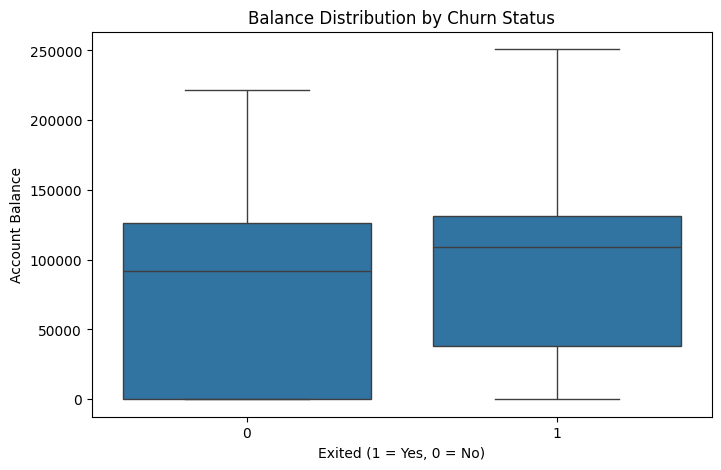 Balance Distribution by Churn Status
Account Balance
250000
200000
150000
100000
50000
0
0 1
Exited (1 = Yes, 0 = No)